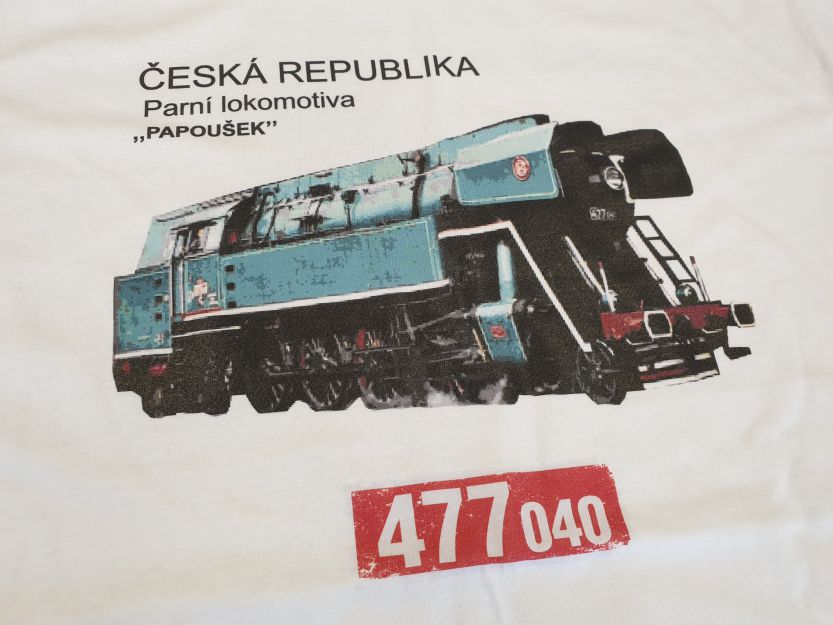 ČESKÁ REPUBLIKA
Parní lokomotiva
,,PAPOUŠEK''
477 040